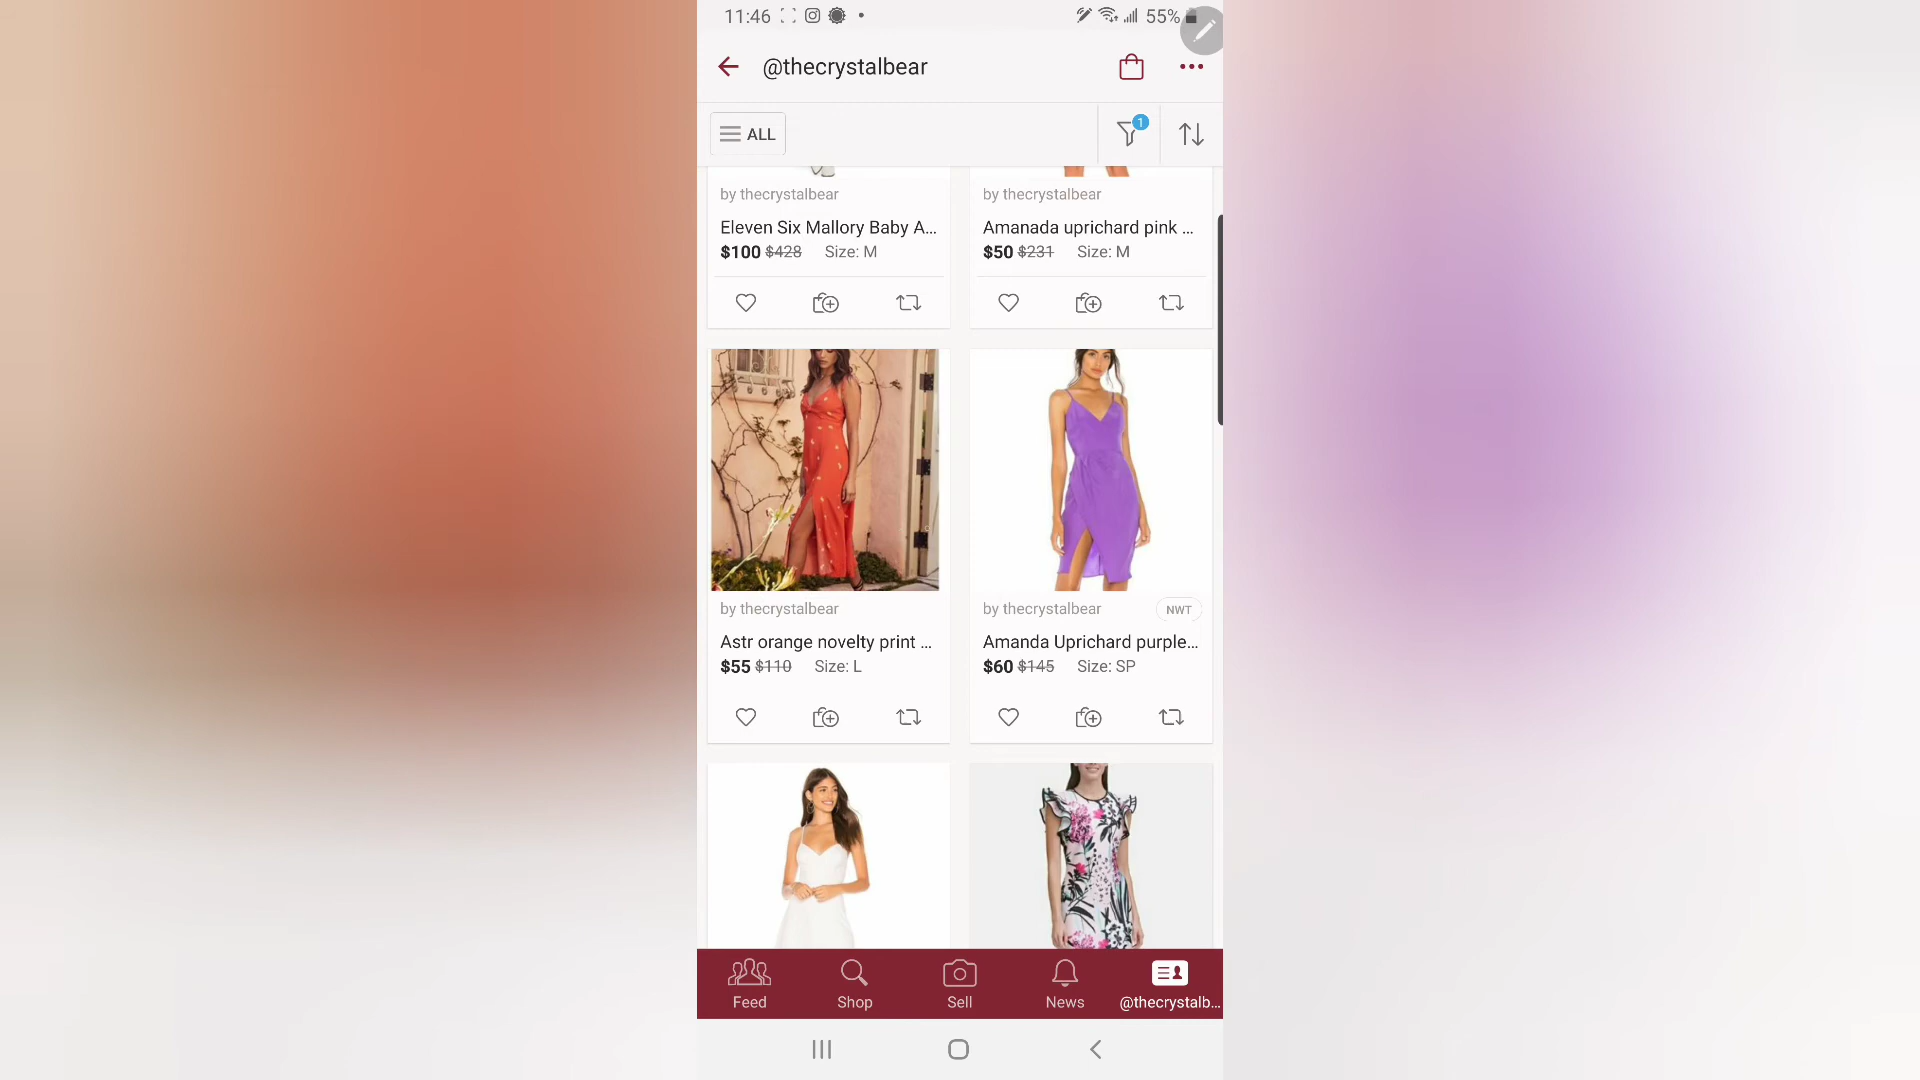 11:46
55%
@thecrystalbear
ALL
1
by thecrystalbear
by thecrystalbear
Eleven Six Mallory Baby A...
Amanada uprichard pink ...
$100 $428 Size: M
$50 $231 Size: M
by thecrystalbear
by thecrystalbear NWT
Astr orange novelty print ...
Amanda Uprichard purple...
$55 $110 Size: L
$60 $145 Size: SP
Feed
Shop
Sell
News
@thecrystalb...